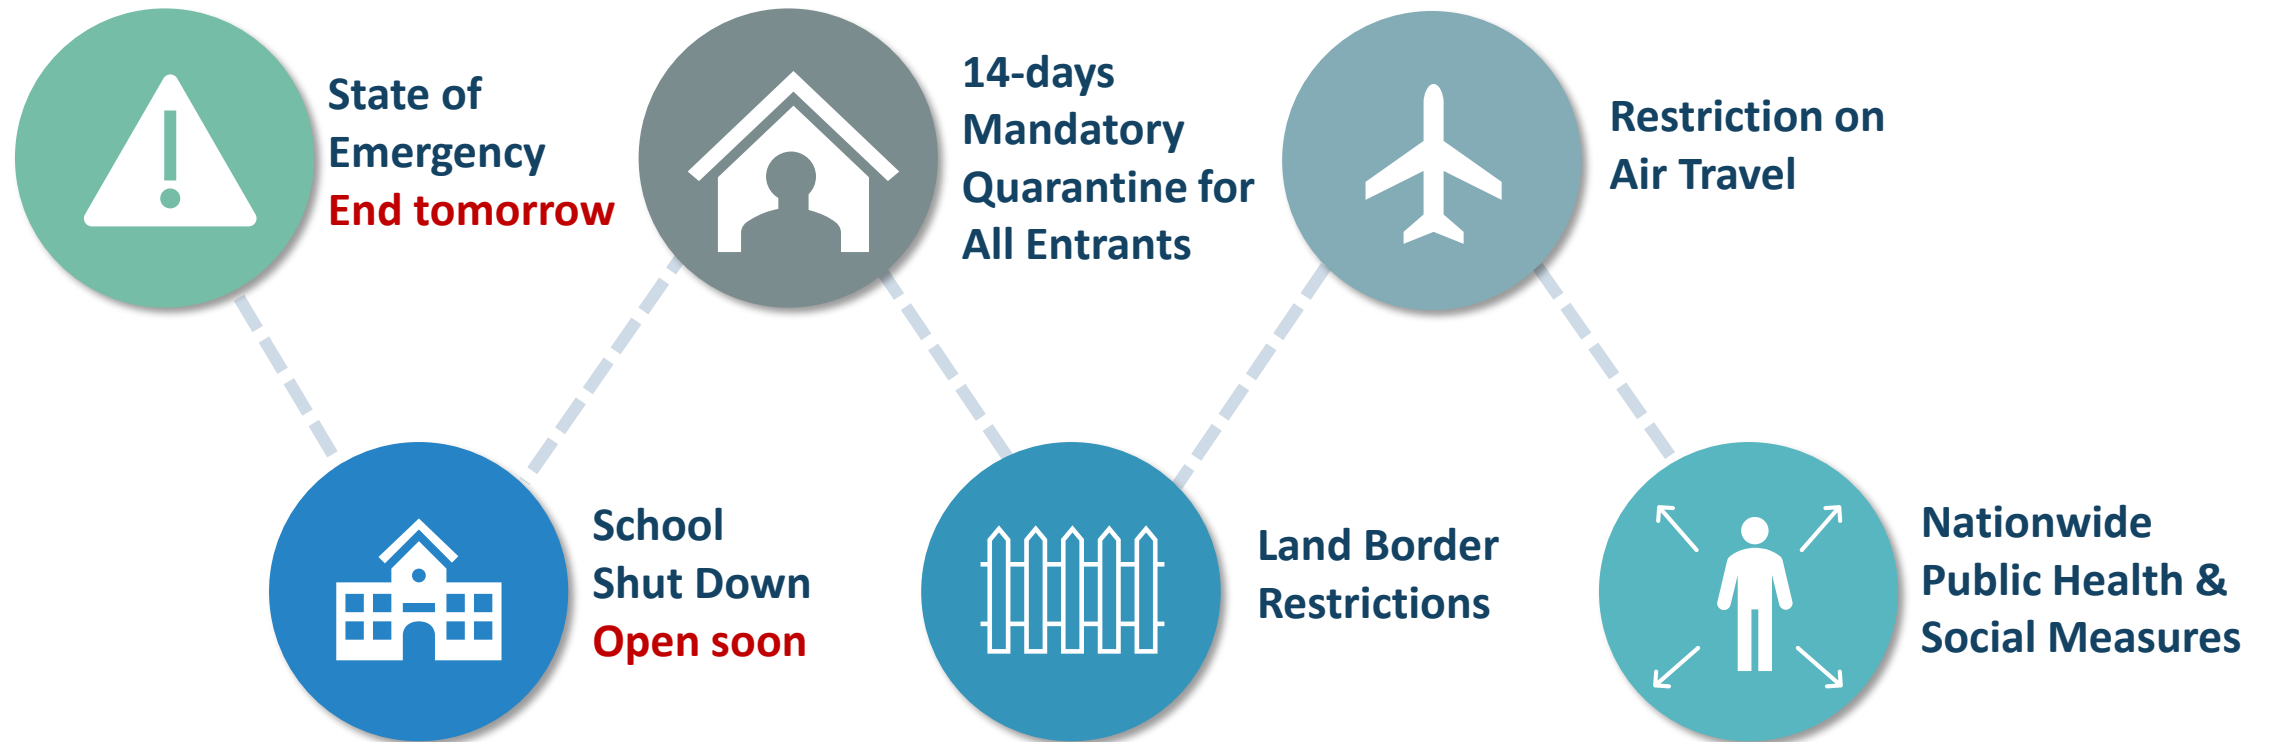 State of
Emergency
End tomorrow
14-days
Mandatory
Quarantine for
All Entrants
Restriction on
Air Travel
School
Shut Down
Open soon
Land Border
Restrictions
Nationwide
Public Health &
Social Measures